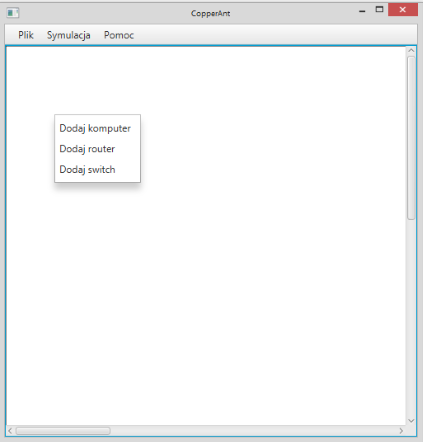 CopperAnt
Plik Symulacja Pomoc
Dodaj komputer
Dodaj router
Dodaj switch